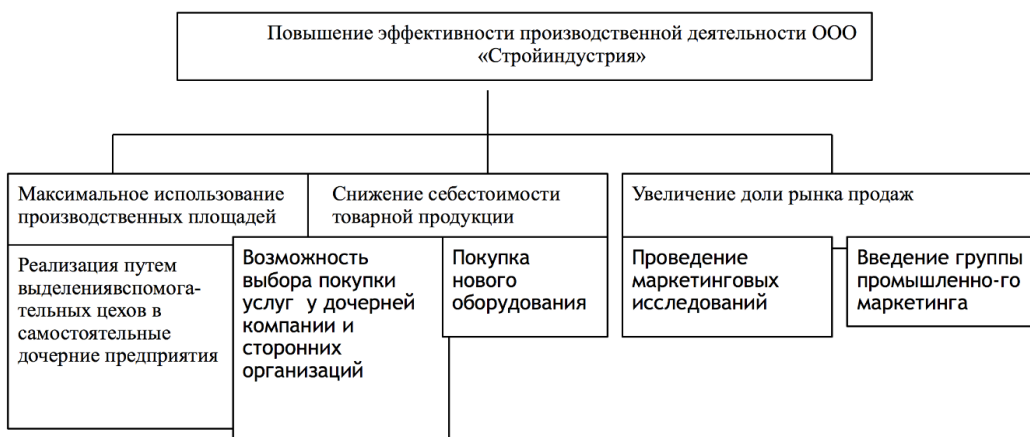 Повышение эффективности производственной деятельности ООО
«Стройиндустрия»
Максимальное использование
производственных площадей
Снижение себестоимости
товарной продукции
Увеличение доли рынка продаж
Реализация путем
выделениявспомога-
тельных цехов в
самостоятельные
дочерние предприятия
Возможность
выбора покупки
услуг у дочерней
компании и
сторонних
организаций
Покупка
нового
оборудования
Проведение
маркетинговых
исследований
Введение группы
промышленно-го
маркетинга